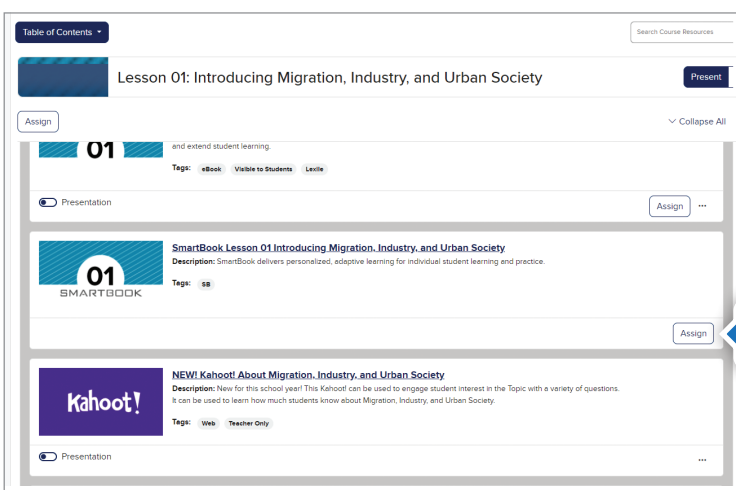 Table of Contents
Search Course Resources
Lesson 01: Introducing Migration, Industry, and Urban Society
Present
Assign
Collapse All
01
and extend student learning.
Tags: eBook Visible to Students Lexile
Presentation
Assign ...
SmartBook Lesson 01 Introducing Migration, Industry, and Urban Society
Description: SmartBook delivers personalized, adaptive learning for individual student learning and practice.
01
SMARTBOOK
Tags: SB
Assign
NEW! Kahoot! About Migration, Industry, and Urban Society
Description: New for this school year! This Kahoot! can be used to engage student interest in the Topic with a variety of questions.
It can be used to learn how much students know about Migration, Industry, and Urban Society.
Kahoot!
Tags: Web Teacher Only
Presentation ...